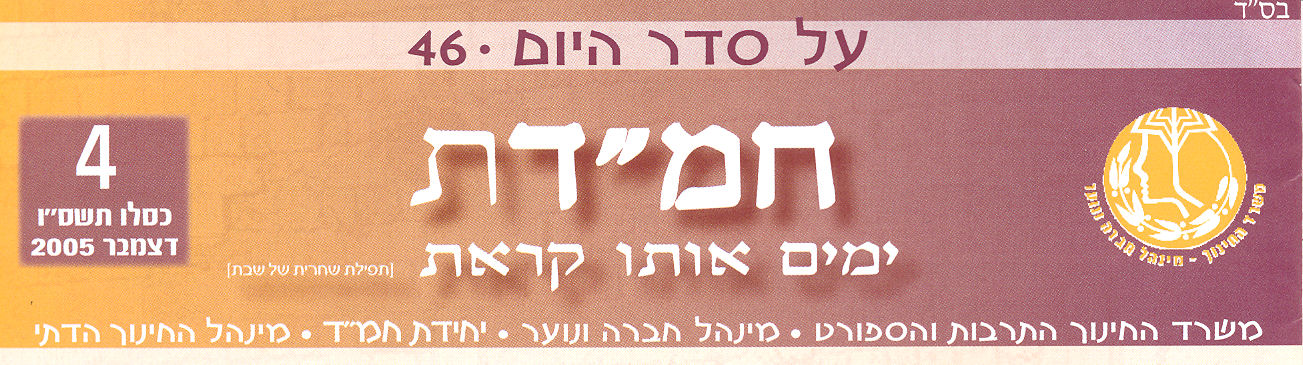 בס"ד
על סדר היום • 46
חמ"דת
ימים אותו קראת [תפילת שחרית של שבת]
4
כסלו תשס"ו
דצמבר 2005
משרד החינוך - מינהל חברה ונוער
משרד החינוך התרבות והספורט • מינהל חברה ונוער • יחידת חמ"ד • מינהל החינוך הדתי